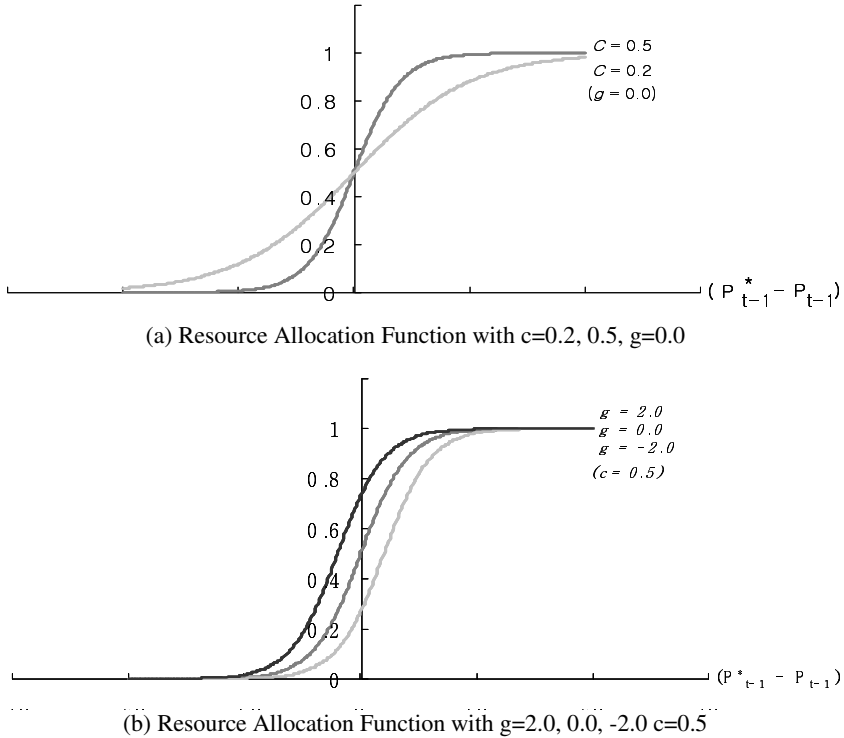 1
0.8
0.6
0.4
0.2
0
C = 0.5
C = 0.2
(g = 0.0)
( P*t-1 - Pt-1)
(a) Resource Allocation Function with c=0.2, 0.5, g=0.0
1
0.8
0.6
0.4
0.2
0
g = 2.0
g = 0.0
g = -2.0
(c = 0.5)
(P*t-1 - Pt-1)
(b) Resource Allocation Function with g=2.0, 0.0, -2.0 c=0.5